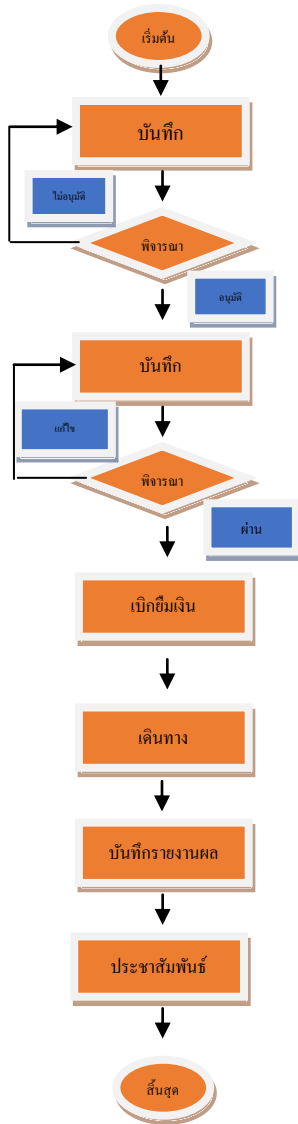 เริ่มต้น
บันทึก
ไม่อนุมัติ
พิจารณา
อนุมัติ
บันทึก
แก้ไข
พิจารณา
ผ่าน
เบิกยืมเงิน
เดินทาง
บันทึกรายงานผล
ประชาสัมพันธ์
สิ้นสุด